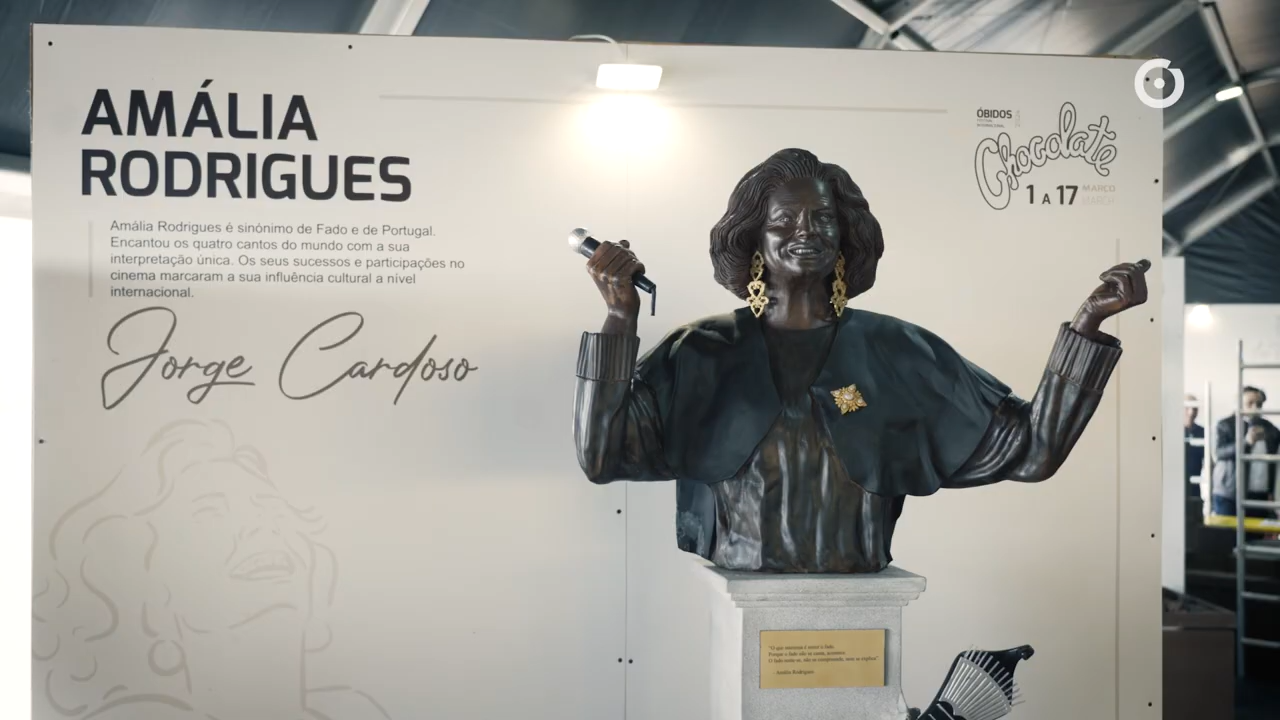 AMÁLIA
RODRIGUES
Amália Rodrigues é sinónimo de Fado e de Portugal.
Encantou os quatro cantos do mundo com a sua
interpretação única. Os seus sucessos e participações no
cinema marcaram a sua influência cultural a nível
internacional.
Jorge Cardoso
ÓBIDOS
Chocolate
1 A 17 MARÇO
MARCH
Amália Rodrigues